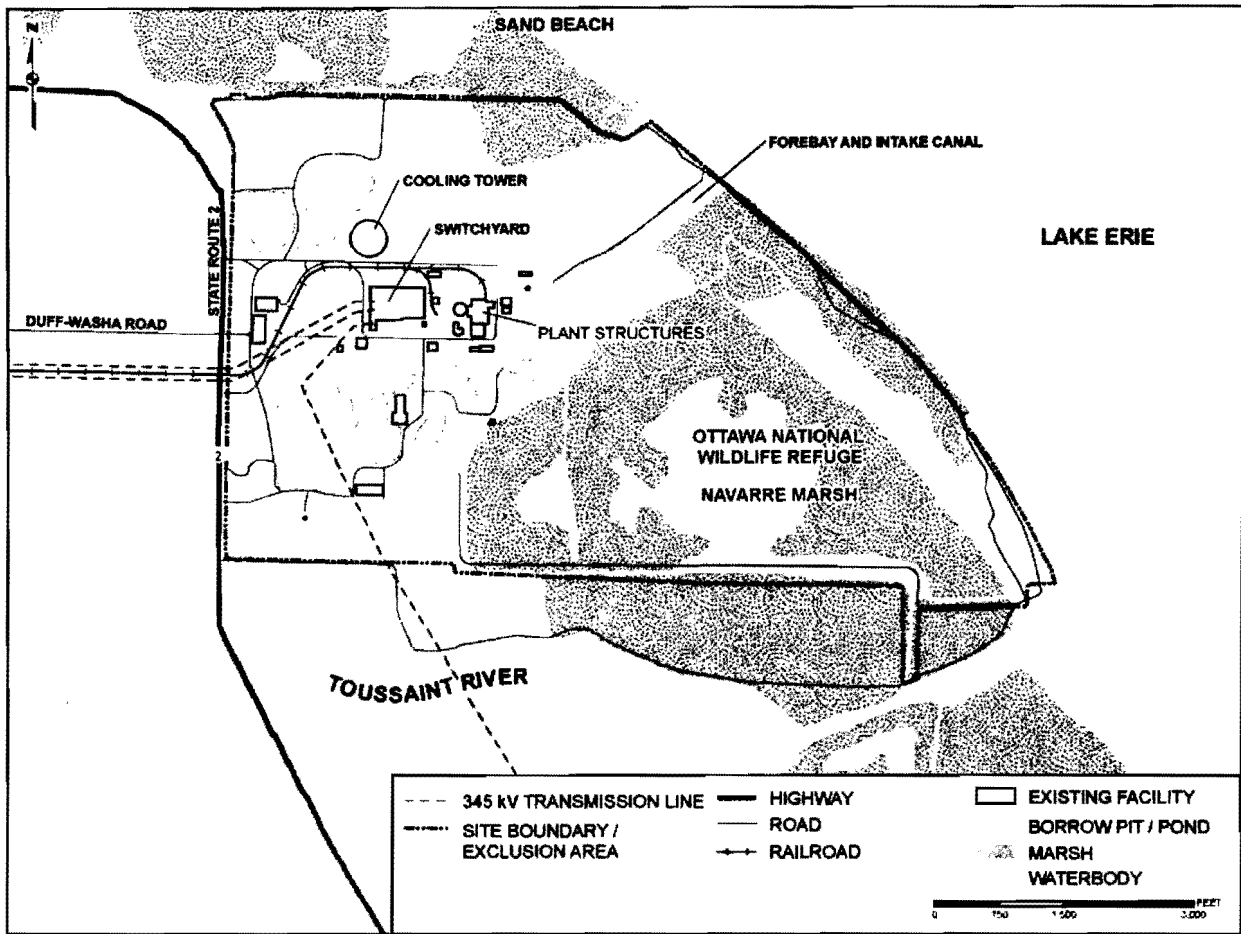 N
SAND BEACH
FOREBAY AND INTAKE CANAL
COOLING TOWER
STATE ROUTE 2
SWITCHYARD
LAKE ERIE
DUFF-WASHA ROAD
PLANT STRUCTURES
OTTAWA NATIONAL
WILDLIFE REFUGE
2
NAVARRE MARSH
TOUSSAINT RIVER
345 kV TRANSMISSION LINE
SITE BOUNDARY /
EXCLUSION AREA
HIGHWAY
ROAD
RAILROAD
EXISTING FACILITY
BORROW PIT / POND
MARSH
WATERBODY
FEET
0 750 1,500 3,000